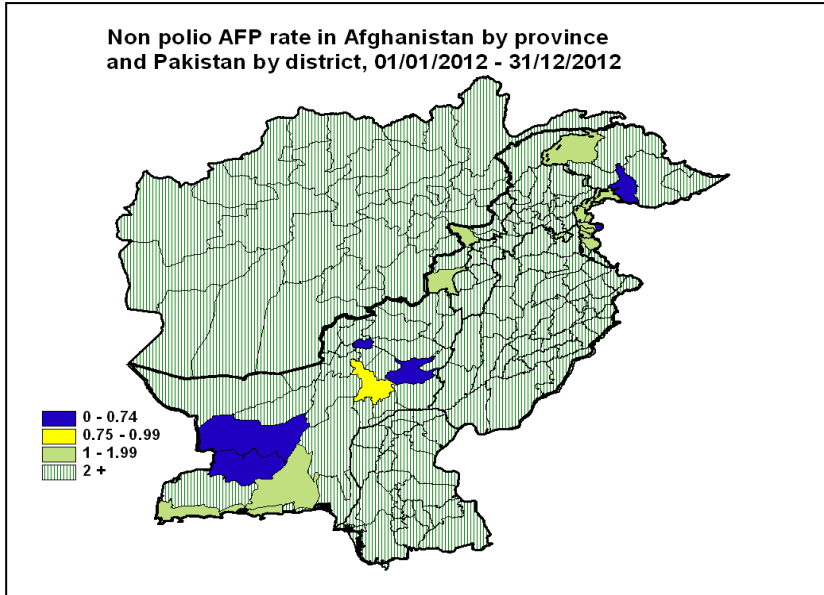 Non polio AFP rate in Afghanistan by province
and Pakistan by district, 01/01/2012 - 31/12/2012
0 - 0.74
0.75 - 0.99
1 - 1.99
2 +